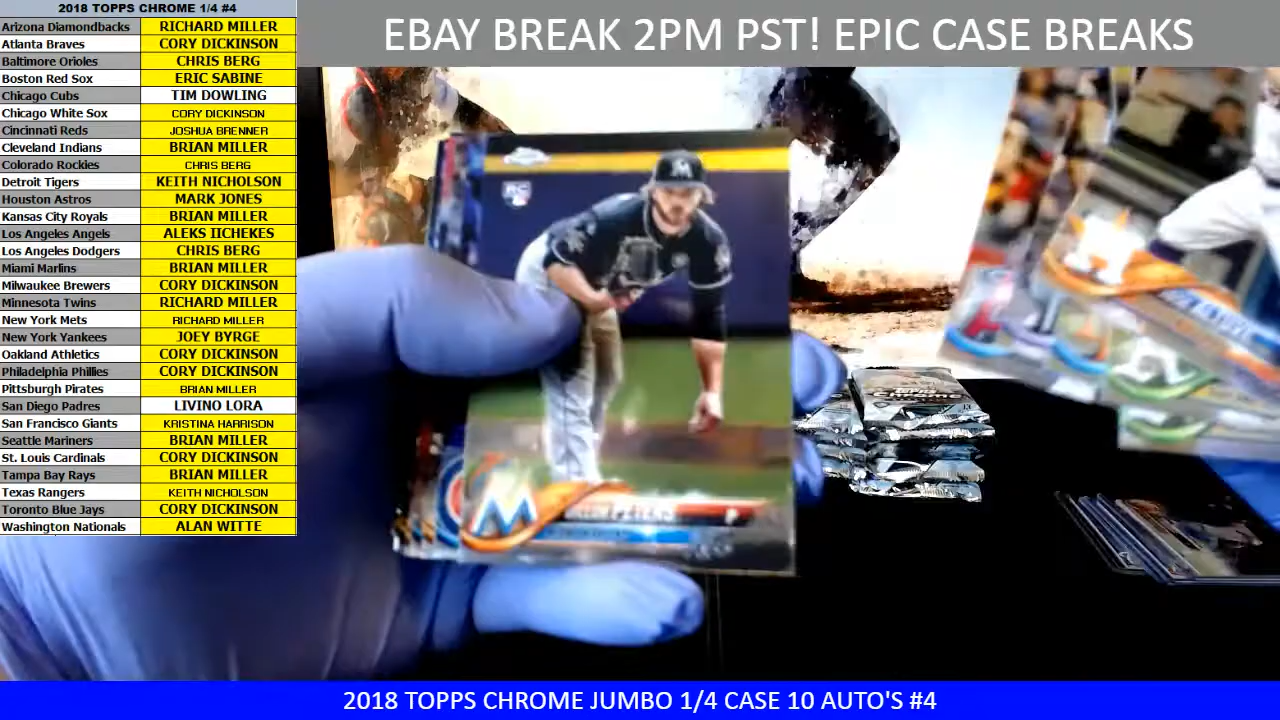 2018 TOPPS CHROME 1/4 #4
Arizona Diamondbacks RICHARD MILLER
Atlanta Braves CORY DICKINSON
Baltimore Orioles CHRIS BERG
Boston Red Sox ERIC SABINE
Chicago Cubs TIM DOWLING
Chicago White Sox CORY DICKINSON
Cincinnati Reds JOSHUA BRENNER
Cleveland Indians BRIAN MILLER
Colorado Rockies CHRIS BERG
Detroit Tigers KEITH NICHOLSON
Houston Astros MARK JONES
Kansas City Royals BRIAN MILLER
Los Angeles Angels ALEKS IICHEKES
Los Angeles Dodgers CHRIS BERG
Miami Marlins BRIAN MILLER
Milwaukee Brewers CORY DICKINSON
Minnesota Twins RICHARD MILLER
New York Mets RICHARD MILLER
New York Yankees JOEY BYRGE
Oakland Athletics CORY DICKINSON
Philadelphia Phillies CORY DICKINSON
Pittsburgh Pirates BRIAN MILLER
San Diego Padres LIVINO LORA
San Francisco Giants KRISTINA HARRISON
Seattle Mariners BRIAN MILLER
St. Louis Cardinals CORY DICKINSON
Tampa Bay Rays BRIAN MILLER
Texas Rangers KEITH NICHOLSON
Toronto Blue Jays CORY DICKINSON
Washington Nationals ALAN WITTE
EBAY BREAK 2PM PST! EPIC CASE BREAKS
RC
M
P
2018 TOPPS CHROME JUMBO 1/4 CASE 10 AUTO'S #4